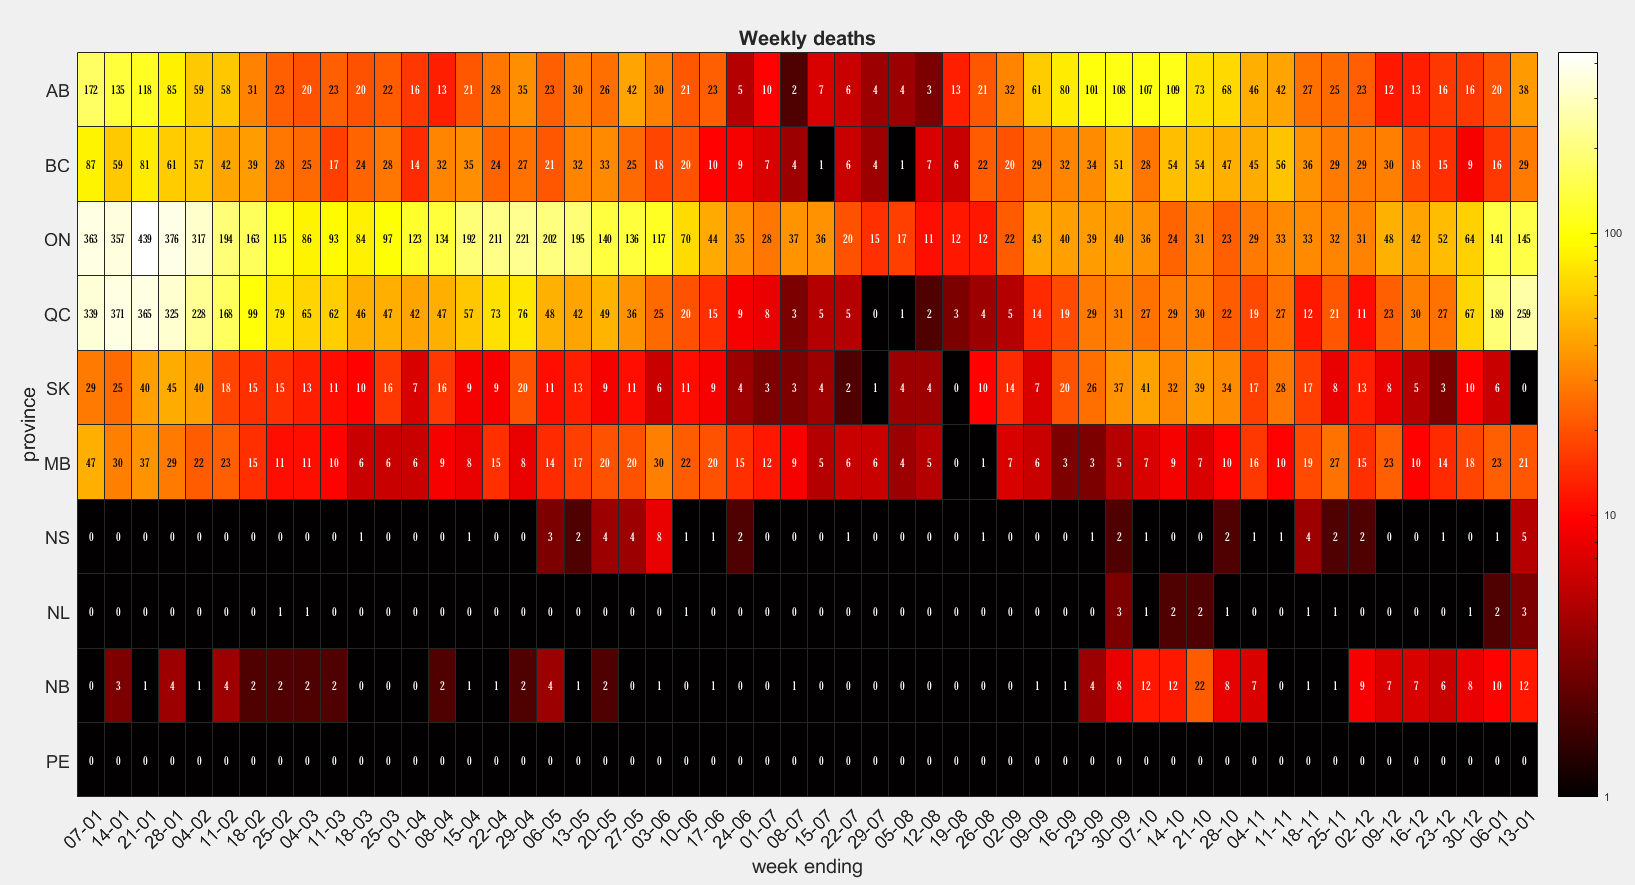 Weekly deaths
AB 172 135 118 85 59 58 31 23 20 23 20 22 16 13 21 28 35 23 30 26 42 30 21 23 5 10 2 7 6 4 4 3 13 21 32 61 80 101 108 107 109 73 68 46 42 27 25 23 12 13 16 16 20 38
BC 87 59 81 61 57 42 39 28 25 17 24 28 14 32 35 24 27 21 32 33 25 18 20 10 9 7 4 1 6 4 1 7 6 22 20 29 32 34 51 28 54 54 47 45 56 36 29 29 30 18 15 9 16 29
ON 363 357 439 376 317 194 163 115 86 93 84 97 123 134 192 211 221 202 195 140 136 117 70 44 35 28 37 36 20 15 17 11 12 12 22 43 40 39 40 36 24 31 23 29 33 33 32 31 48 42 52 64 141 145
QC 339 371 365 325 228 168 99 79 65 62 46 47 42 47 57 73 76 48 42 49 36 25 20 15 9 8 3 5 5 0 1 2 3 4 5 14 19 29 31 27 29 30 22 19 27 12 21 11 23 30 27 67 189 259
SK 29 25 40 45 40 18 15 15 13 11 10 16 7 16 9 9 20 11 13 9 11 6 11 9 4 3 3 4 2 1 4 4 0 10 14 7 20 26 37 41 32 39 34 17 28 17 8 13 8 5 3 10 6 0
MB 47 30 37 29 22 23 15 11 11 10 6 6 6 9 8 15 8 14 17 20 20 30 22 20 15 12 9 5 6 6 4 5 0 1 7 6 3 3 5 7 9 7 10 16 10 19 27 15 23 10 14 18 23 21
NS 0 0 0 0 0 0 0 0 0 0 1 0 0 0 1 0 0 3 2 4 4 8 1 1 2 0 0 0 1 0 0 0 0 1 0 0 0 1 2 1 0 0 2 1 1 4 2 2 0 0 1 0 1 5
NL 0 0 0 0 0 0 0 1 1 0 0 0 0 0 0 0 0 0 0 0 0 0 1 0 0 0 0 0 0 0 0 0 0 0 0 0 0 0 3 1 2 2 1 0 0 1 1 0 0 0 0 1 2 3
NB 0 3 1 4 1 4 2 2 2 2 0 0 0 2 1 1 2 4 1 2 0 1 0 1 0 0 1 0 0 0 0 0 0 0 0 1 1 4 8 12 12 22 8 7 0 1 1 9 7 7 6 8 10 12
PE 0 0 0 0 0 0 0 0 0 0 0 0 0 0 0 0 0 0 0 0 0 0 0 0 0 0 0 0 0 0 0 0 0 0 0 0 0 0 0 0 0 0 0 0 0 0 0 0 0 0 0 0 0 0
07-01 14-01 21-01 28-01 04-02 11-02 18-02 25-02 04-03 11-03 18-03 25-03 01-04 08-04 15-04 22-04 29-04 06-05 13-05 20-05 27-05 03-06 10-06 17-06 24-06 01-07 08-07 15-07 22-07 29-07 05-08 12-08 19-08 26-08 02-09 09-09 16-09 23-09 30-09 07-10 14-10 21-10 28-10 04-11 11-11 18-11 25-11 02-12 09-12 16-12 23-12 30-12 06-01 13-01
week ending
province
100
10
1